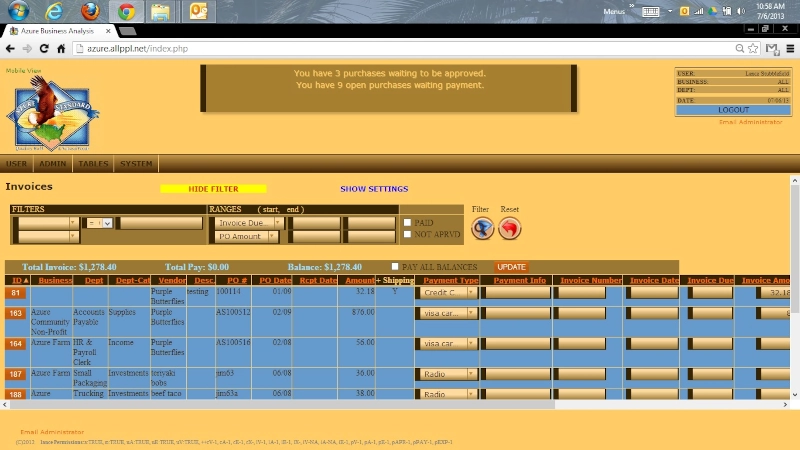 10:58 AM
Menus »
7/6/2013
Azure Business Analysis
azure.allppl.net/index.php
Mobile View
You have 3 purchases waiting to be approved.
You have 9 open purchases waiting payment.
USER: Lance Stubblefield
BUSINESS: ALL
DEPT: ALL
DATE: 07/06/13
LOGOUT
Email Administrator
USER ADMIN TABLES SYSTEM
Invoices HIDE FILTER SHOW SETTINGS
FILTERS RANGES ( start, end ) Filter Reset
= Invoice Due... PAID
PO Amount NOT APRVD
Total Invoice: $1,278.40 Total Pay: $0.00 Balance: $1,278.40 PAY ALL BALANCES UPDATE
ID Business Dept Dept-Cat Vendor Desc. PO # PO Date Rcpt Date Amount + Shipping Payment Type Payment Info Invoice Number Invoice Date Invoice Due Invoice Amo
81 Purple Butterflies testing 100114 01/09 32.18 Y Credit C... 32.18
163 Azure Community Non-Profit Accounts Payable Supplies Purple Butterflies AS100512 02/09 876.00 visa car... 8
164 Azure Farm HR & Payroll Clerk Income Purple Butterflies AS100516 02/08 56.00 visa car...
187 Azure Farm Small Packaging Investments teriyaki bobs jim63 06/08 36.00 Radio
188 Azure Trucking Investments beef taco jim63a 06/08 38.00 Radio
Email Administrator
(C)2013